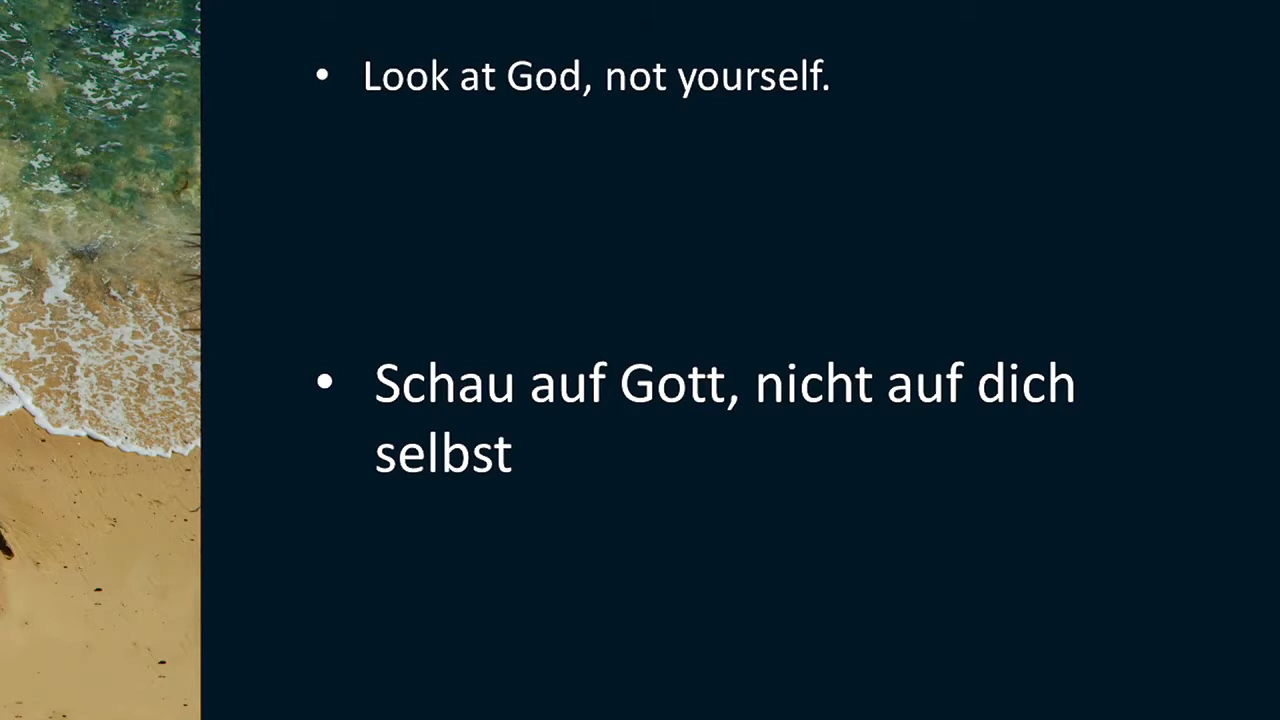 • Look at God, not yourself.
• Schau auf Gott, nicht auf dich
selbst